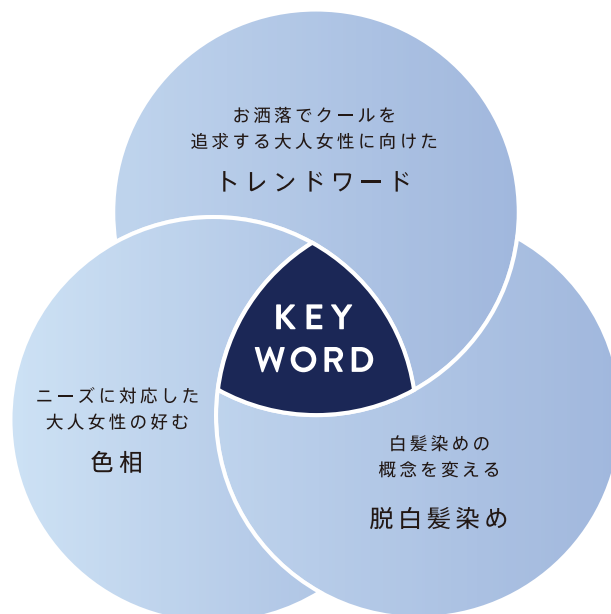 お洒落でクールを
追求する大人女性に向けた
トレンドワード
KEY
WORD
ニーズに対応した
大人女性の好む
色相
白髪染めの
概念を変える
脱白髪染め